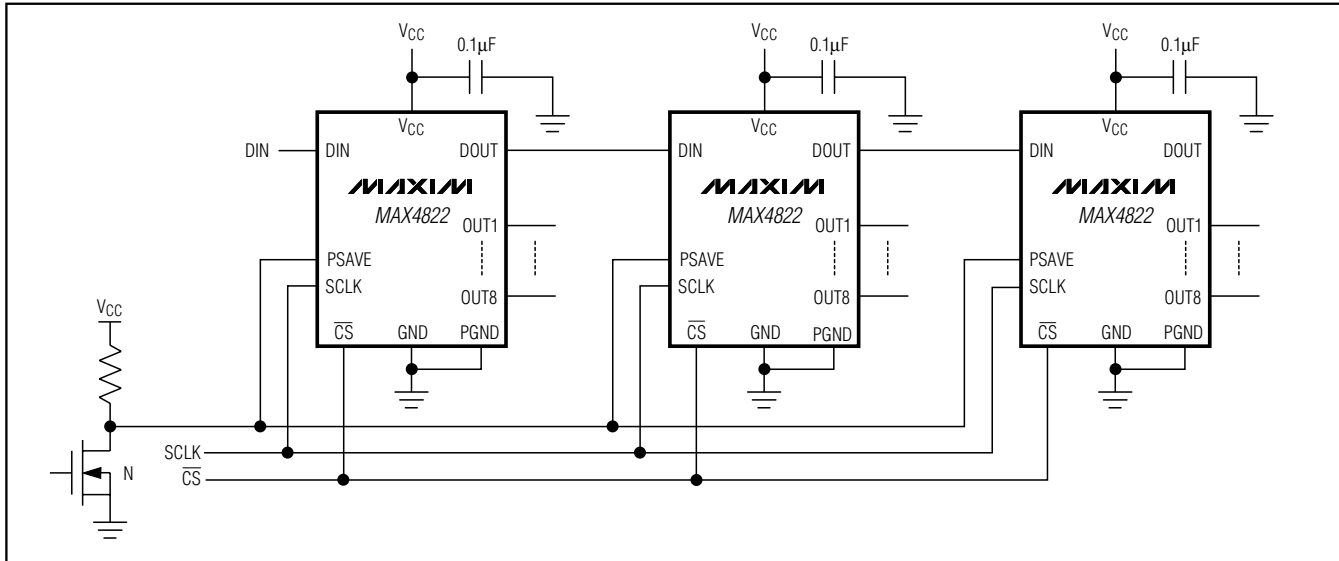 VCC
0.1µF
VCC
0.1µF
VCC
0.1µF
DIN
VCC
DIN
DOUT
MAXIM
MAX4822
OUT1
PSAVE
SCLK
OUT8
CS
GND
PGND
VCC
DIN
DOUT
MAXIM
MAX4822
OUT1
PSAVE
SCLK
OUT8
CS
GND
PGND
VCC
DIN
DOUT
MAXIM
MAX4822
OUT1
PSAVE
SCLK
OUT8
CS
GND
PGND
VCC
N
SCLK
CS